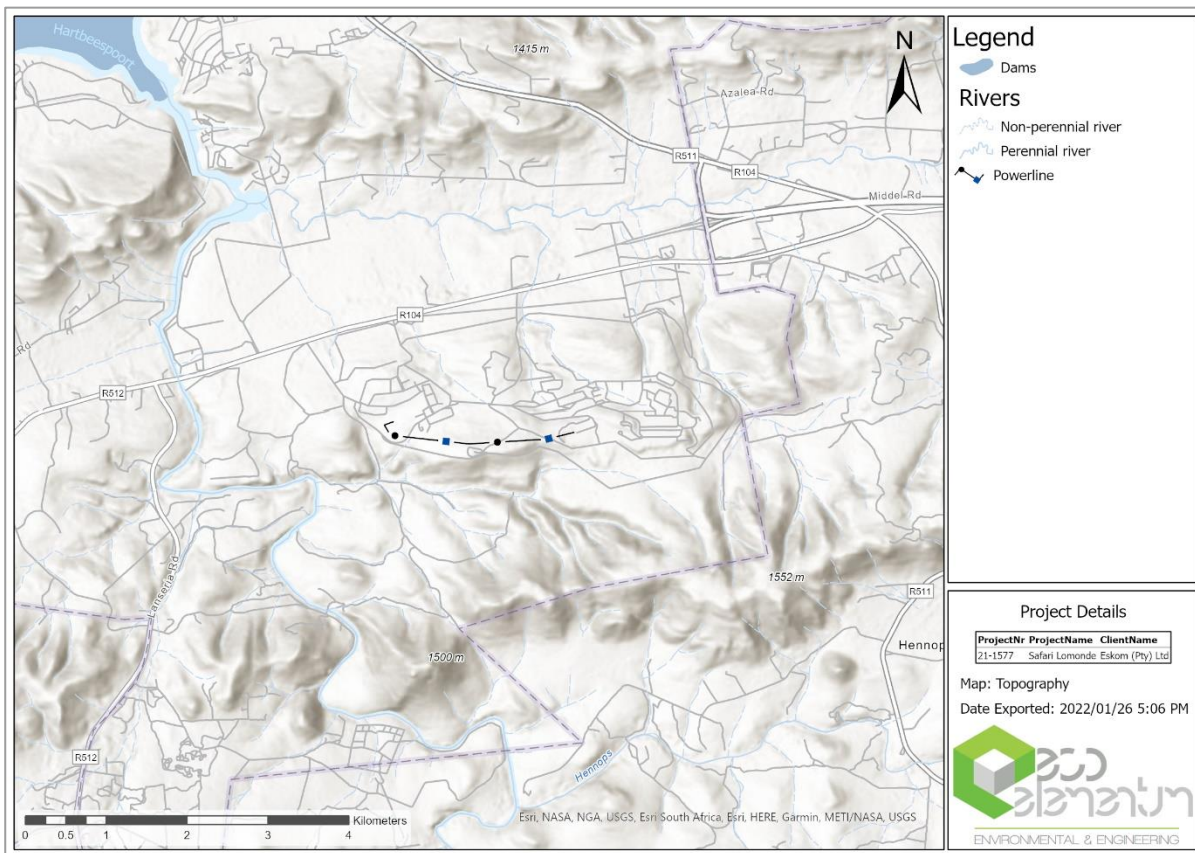 Hartbeespoort
1415 m
N
Azalea Rd
R511
R104
Middel Rd
R104
Rd
R512
Lanseria Rd
1552 m
R511
Hennop
1500 m
R512
Hennops
Kilometers
0 0.5 1 2 3 4
Esri, NASA, NGA, USGS, Esri South Africa, Esri, HERE, Garmin, METI/NASA, USGS
Legend
Dams
Rivers
Non-perennial river
Perennial river
Powerline
Project Details
ProjectNr ProjectName ClientName
21-1577 Safari Lomonde Eskom (Pty) Ltd
Map: Topography
Date Exported: 2022/01/26 5:06 PM
eco
elementum
ENVIRONMENTAL & ENGINEERING